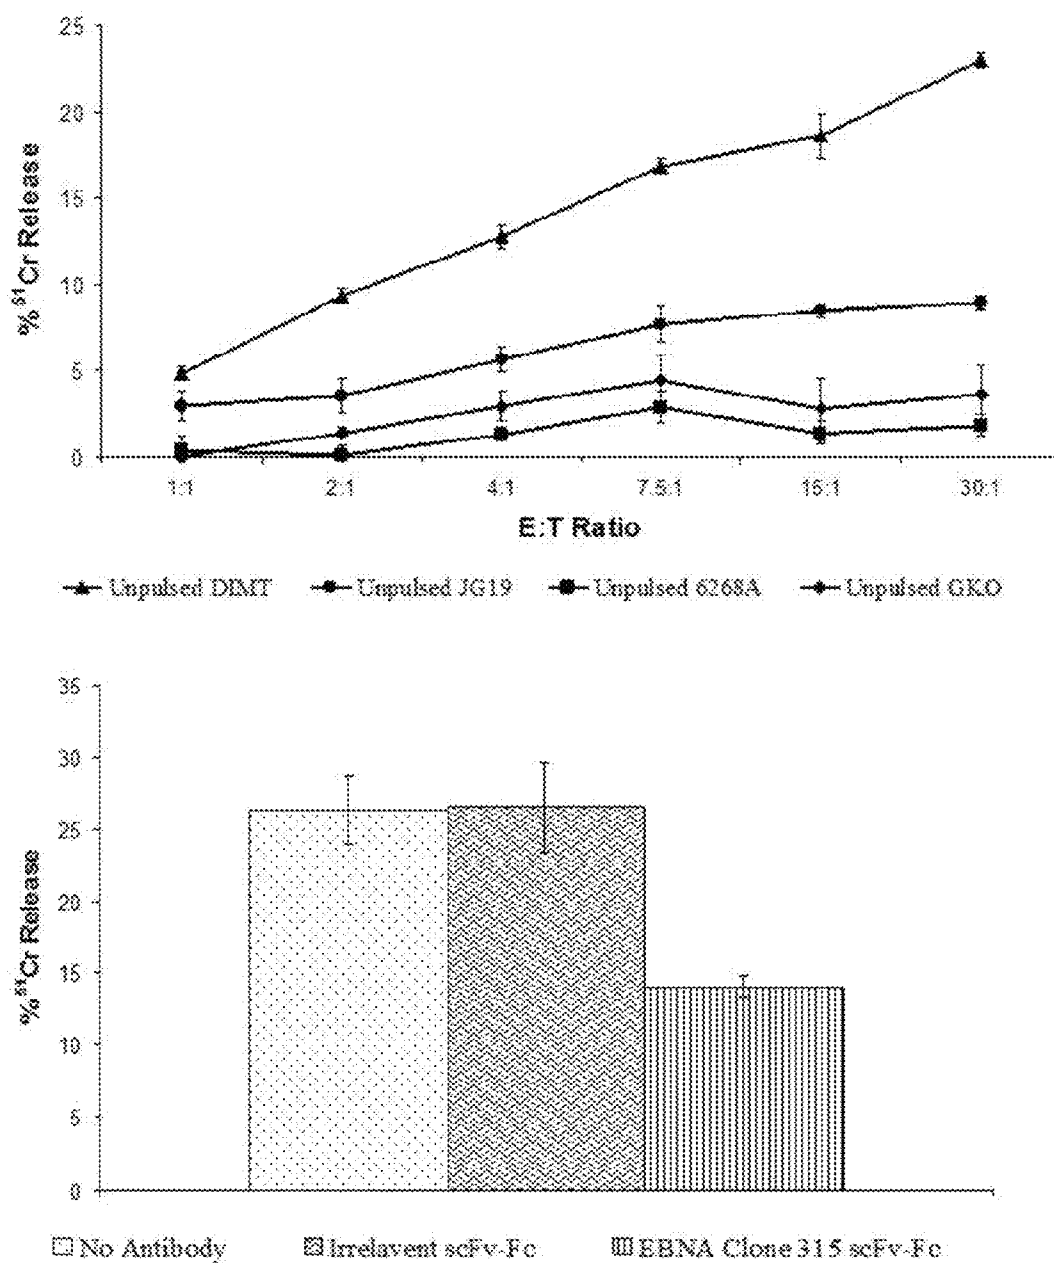 25
20
15
10
5
0
% ⁵¹Cr Release
1:1
2:1
4:1
7.5:1
15:1
30:1
E:T Ratio
Unpulsed DIMT
Unpulsed JG19
Unpulsed 6268A
Unpulsed GKO
35
30
25
20
15
10
5
0
%⁵¹Cr Release
No Antibody
Irrelavent scFv-Fc
EBNA Clone 315 scFv-Fc